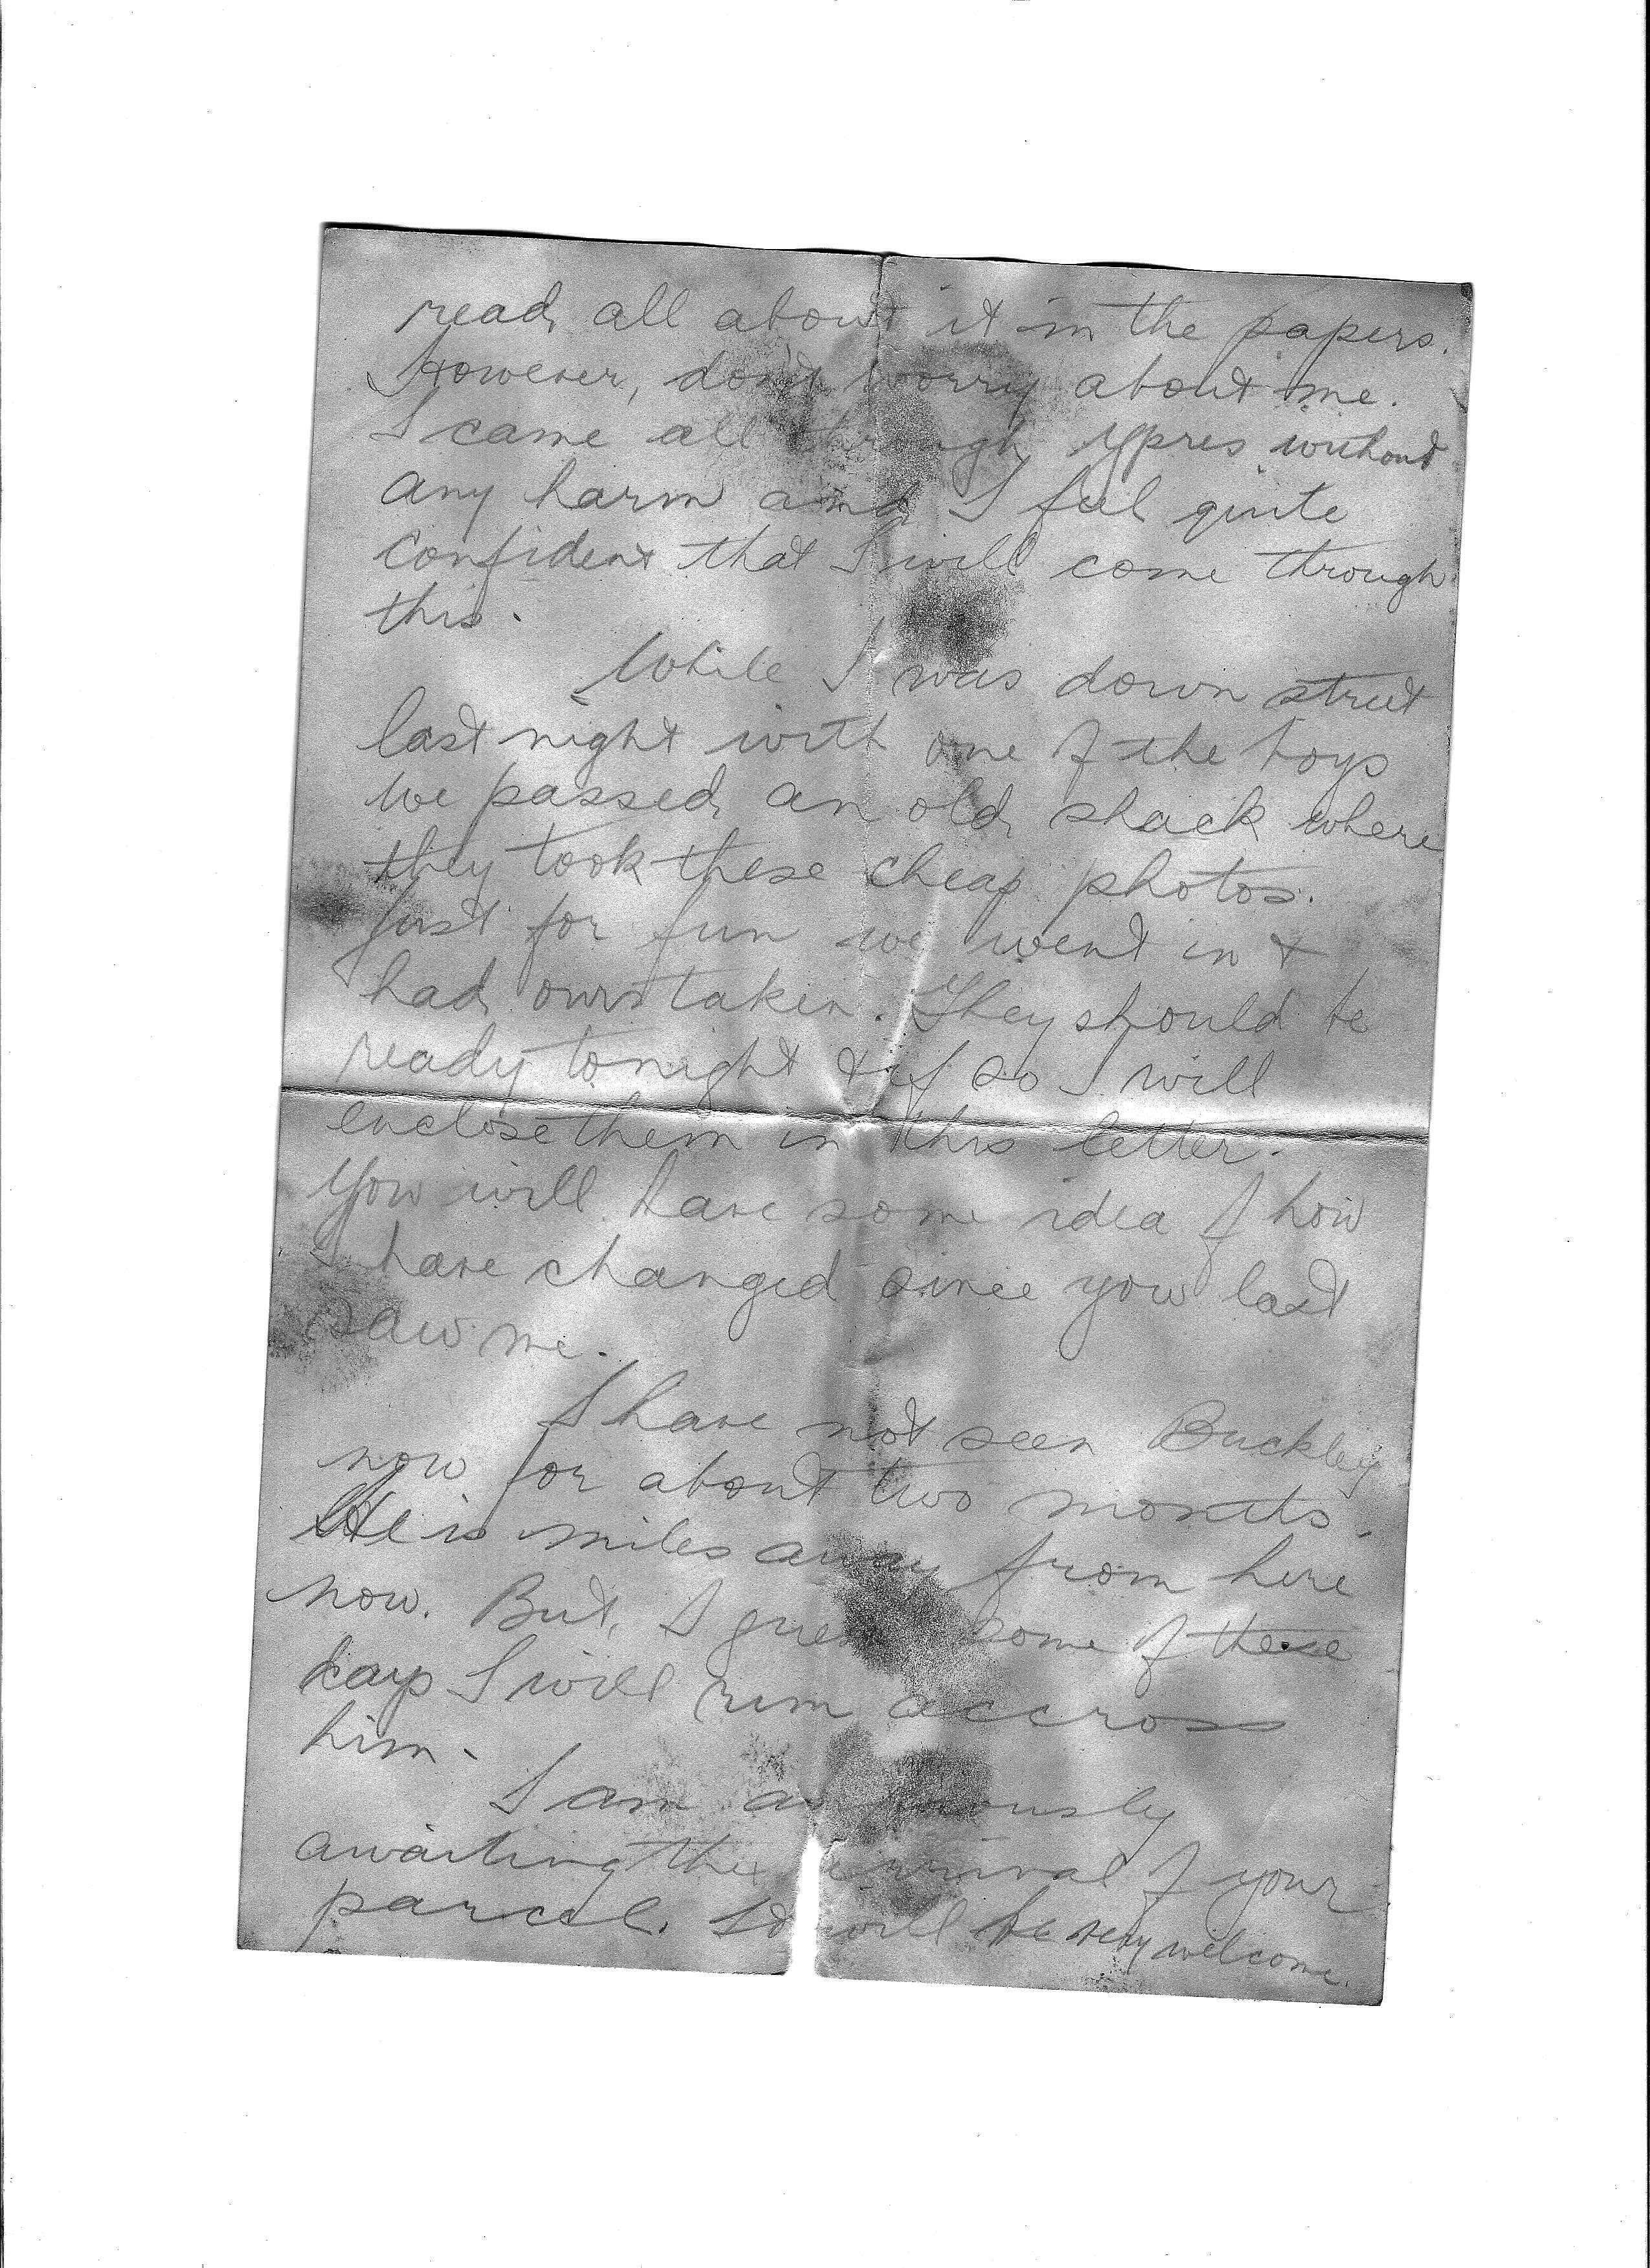 read all about it in the papers.
However, don't worry about me.
I came all through Ypres without
any harm and I feel quite
confident that I will come through
this.
While I was down street
last night with one of the boys
we passed an old shack where
they took these cheap photos.
Just for fun we went in &
had ours taken. They should be
ready tonight & if so I will
enclose them in this letter.
You will have some idea of how
I have changed since you last
saw me.
I have not seen Buckley
now for about two months.
He is miles away from here
now. But, I guess some of these
days I will run accross
him.
I am anxiously
awaiting the arrival of your
parcel. It will be very welcome.